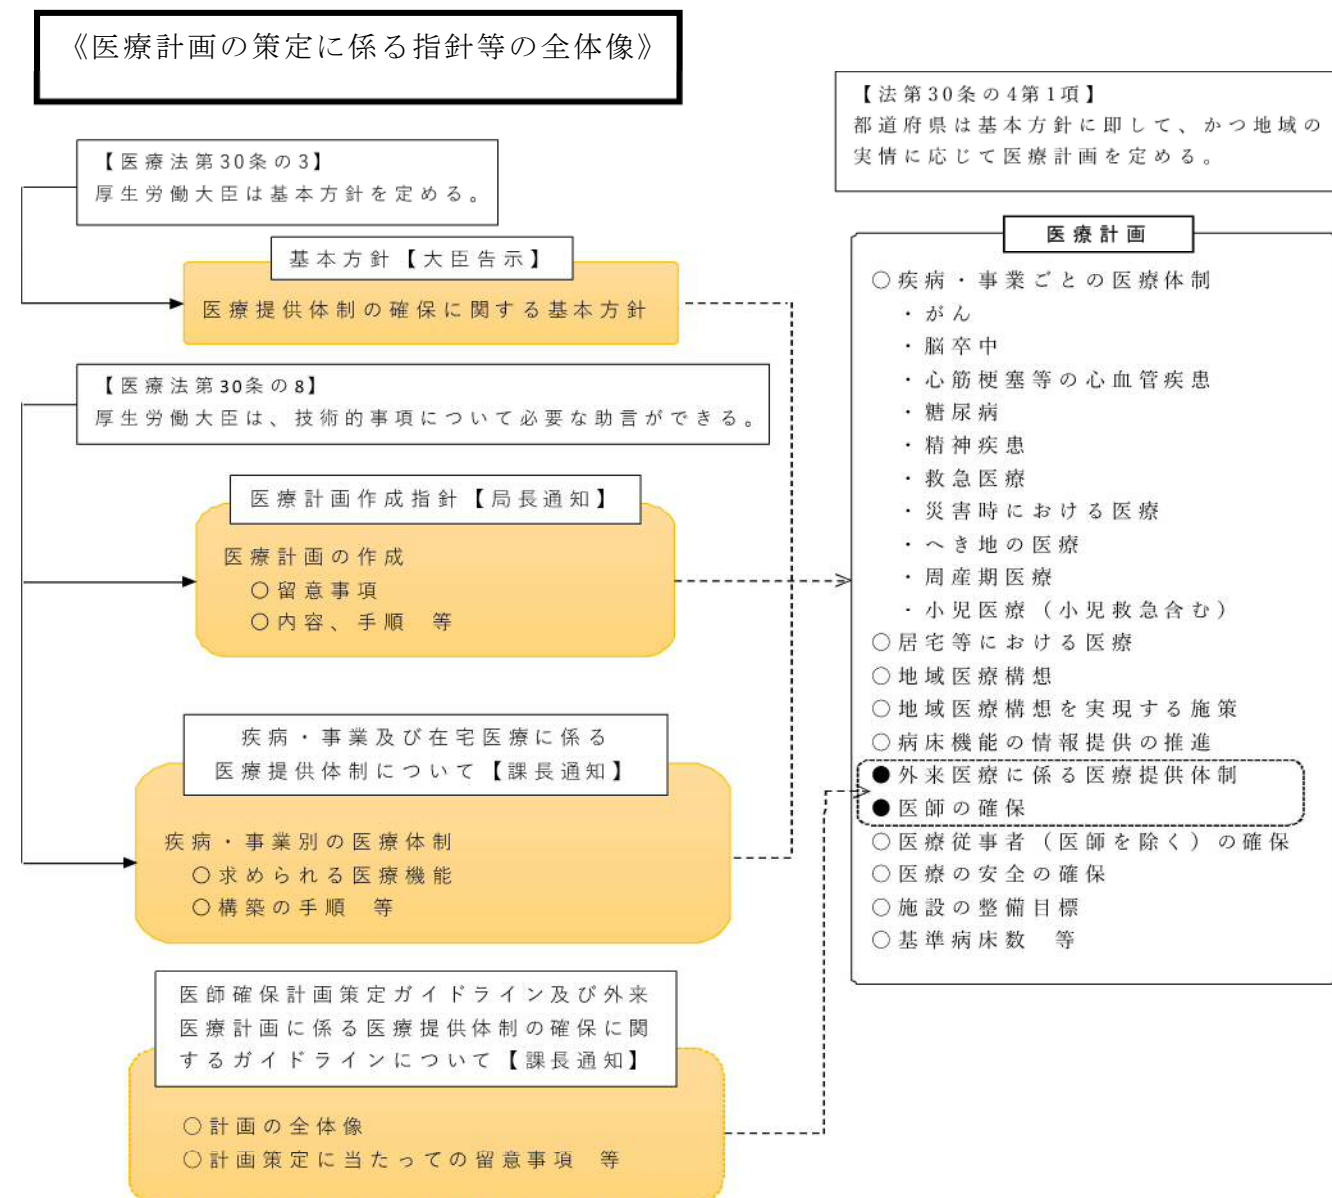 《医療計画の策定に係る指針等の全体像》
【医療法第30条の3】
厚生労働大臣は基本方針を定める。
基本方針【大臣告示】
医療提供体制の確保に関する基本方針
【医療法第30条の8】
厚生労働大臣は、技術的事項について必要な助言ができる。
医療計画作成指針【局長通知】
医療計画の作成
○留意事項
○内容、手順　等
疾病・事業及び在宅医療に係る
医療提供体制について【課長通知】
疾病・事業別の医療体制
○求められる医療機能
○構築の手順　等
医師確保計画策定ガイドライン及び外来
医療計画に係る医療提供体制の確保に関
するガイドラインについて【課長通知】
○計画の全体像
○計画策定に当たっての留意事項　等
【法第30条の4第1項】
都道府県は基本方針に即して、かつ地域の
実情に応じて医療計画を定める。
医療計画
○疾病・事業ごとの医療体制
・がん
・脳卒中
・心筋梗塞等の心血管疾患
・糖尿病
・精神疾患
・救急医療
・災害時における医療
・へき地の医療
・周産期医療
・小児医療（小児救急含む）
○居宅等における医療
○地域医療構想
○地域医療構想を実現する施策
○病床機能の情報提供の推進
●外来医療に係る医療提供体制
●医師の確保
○医療従事者（医師を除く）の確保
○医療の安全の確保
○施設の整備目標
○基準病床数　等